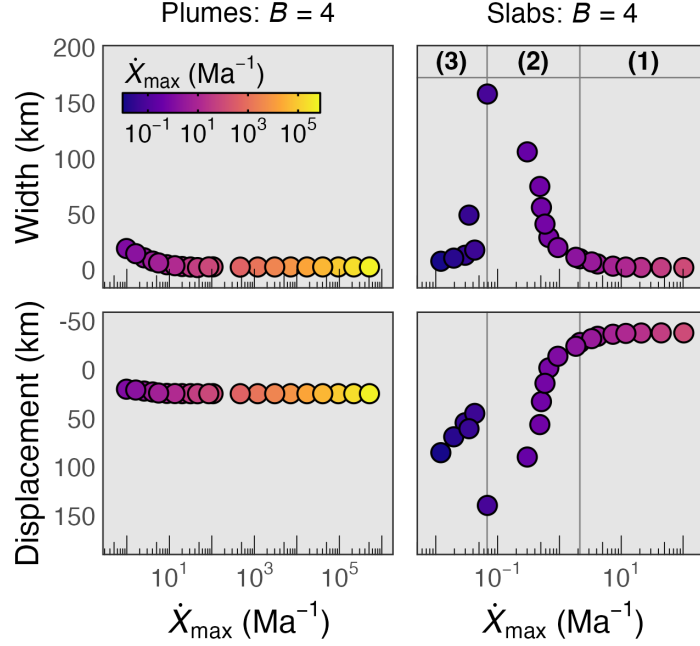 Plumes: B = 4
Slabs: B = 4
Width (km)
200
150
100
50
0
Ẋmax (Ma⁻¹)
10⁻¹ 10¹ 10³ 10⁵
(3) (2) (1)
Displacement (km)
-50
0
50
100
150
10¹ 10³ 10⁵
10⁻¹ 10¹
Ẋmax (Ma⁻¹)
Ẋmax (Ma⁻¹)